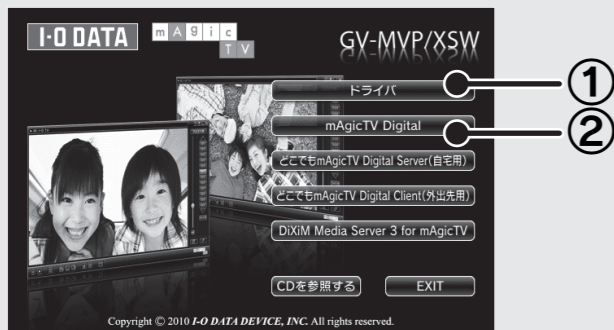 I-O DATA
mAgic
TV
GV-MVP/XSW
ドライバ
①
mAgicTV Digital
②
どこでもmAgicTV Digital Server(自宅用)
どこでもmAgicTV Digital Client(外出先用)
DiXiM Media Server 3 for mAgicTV
CDを参照する
EXIT
Copyright © 2010 I-O DATA DEVICE, INC. All rights reserved.